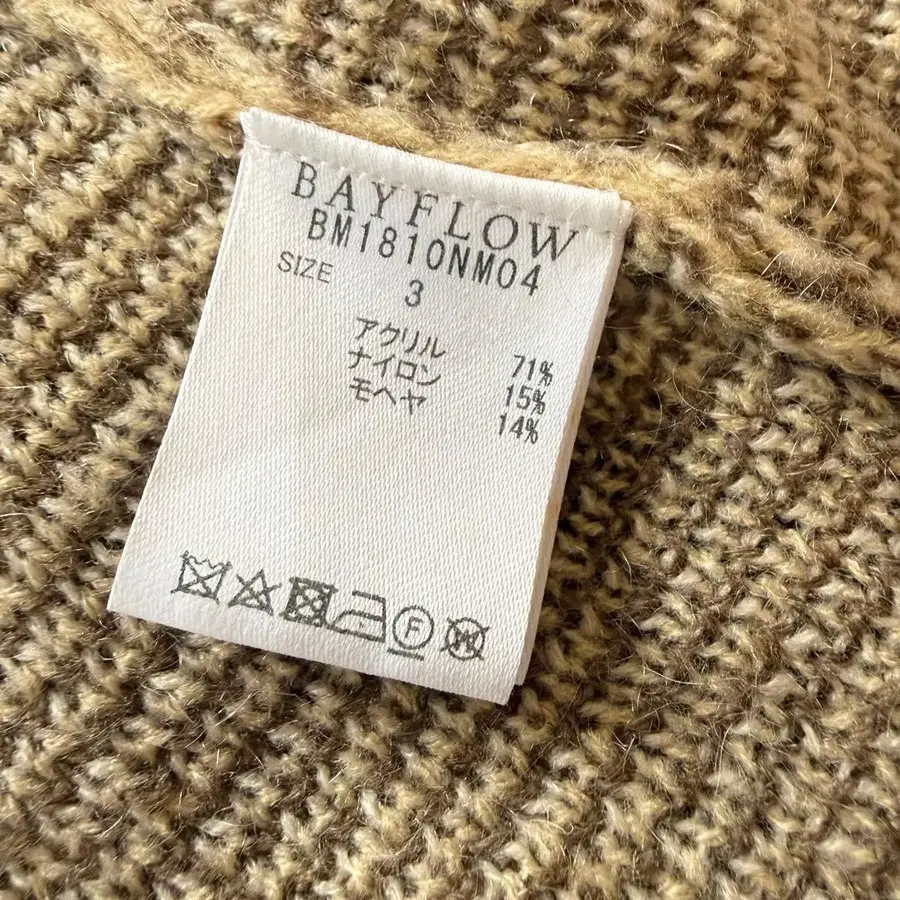 BAYFLOW
BM1810NM04
SIZE
3
アクリル 71%
ナイロン 15%
モヘヤ 14%
F
W